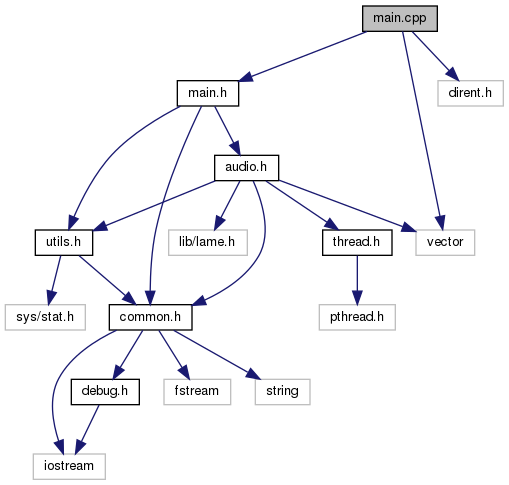 main.cpp
main.h
dirent.h
audio.h
utils.h
lib/lame.h
thread.h
vector
sys/stat.h
common.h
pthread.h
debug.h
fstream
string
iostream